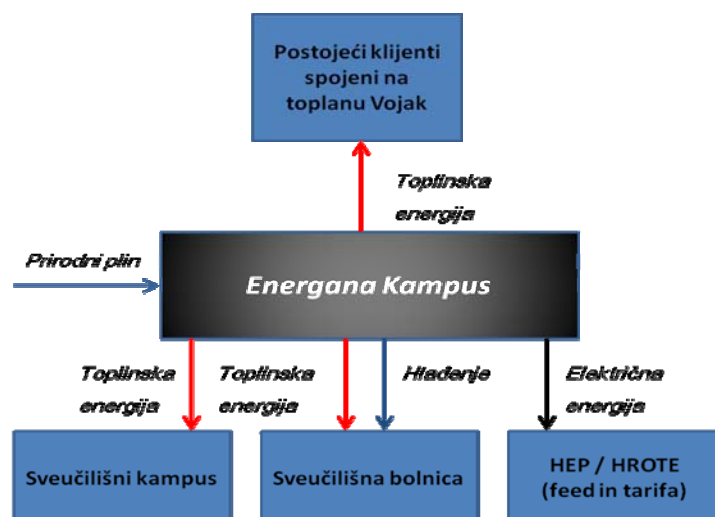 Postojeći klijenti
spojeni na
toplanu Vojak
Toplinska
energija
Prirodni plin
Energana Kampus
Toplinska
energija
Toplinska
energija
Hlađenje
Električna
energija
Sveučilišni kampus
Sveučilišna bolnica
HEP / HROTE
(feed in tarifa)